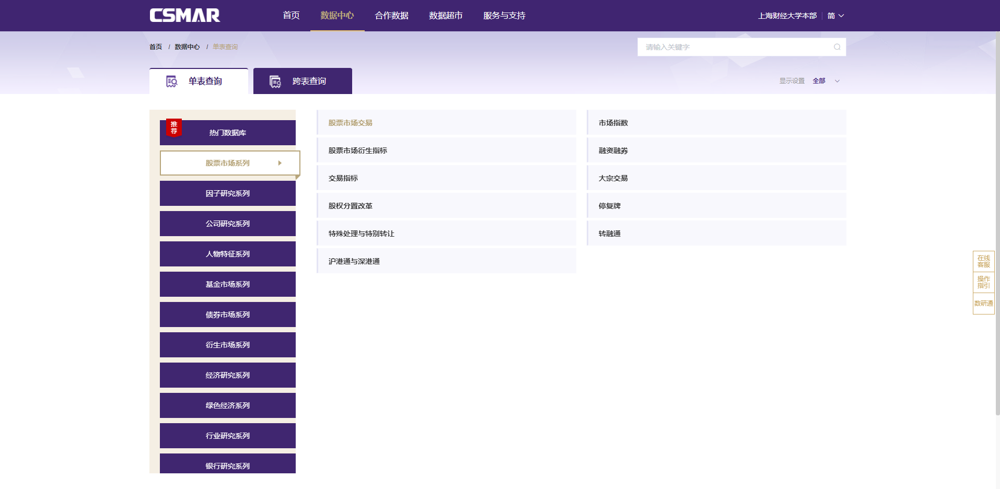 CSMAR
首页 数据中心 合作数据 数据超市 服务与支持
上海财经大学本部 简
首页 / 数据中心 / 单表查询
请输入关键字
单表查询
跨表查询
显示设置 全部
推荐
热门数据库
股票市场系列
因子研究系列
公司研究系列
人物特征系列
基金市场系列
债券市场系列
衍生市场系列
经济研究系列
绿色经济系列
行业研究系列
银行研究系列
股票市场交易
市场指数
股票市场衍生指标
融资融券
交易指标
大宗交易
股权分置改革
停复牌
特殊处理与特别转让
转融通
沪港通与深港通
在线
客服
操作
指引
数研通